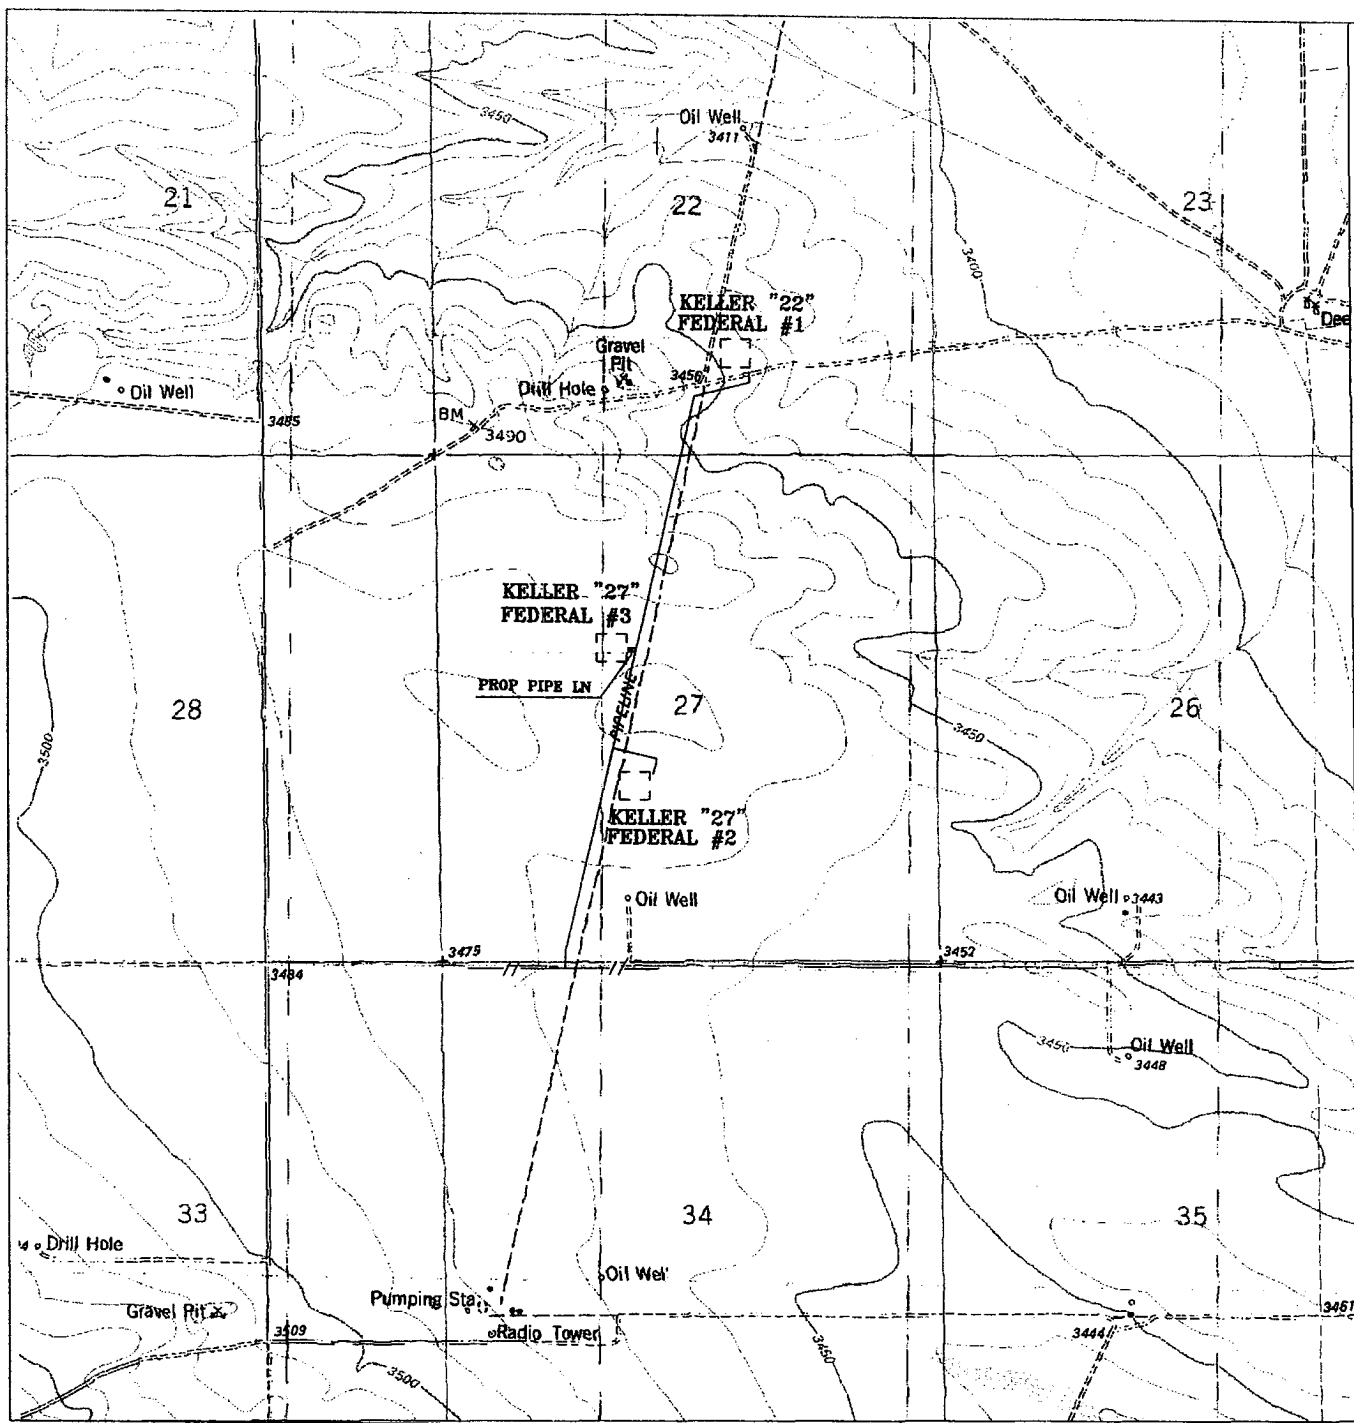 3450
Oil Well
3411
21
22
23
3400
KELLER "22"
FEDERAL #1
Gravel
Pit
Drill Hole
3456
Dee
Oil Well
3485
BM
3490
KELLER "27"
FEDERAL #3
PROP PIPE LN
PIPELINE
28
27
26
3500
3450
KELLER "27"
FEDERAL #2
Oil Well
Oil Well
3443
3475
3452
3484
3450
Oil Well
3448
33
34
35
Drill Hole
Oil Wel
Pumping Sta
Gravel Pit
3509
Radio Tower
3500
3450
3444
3461